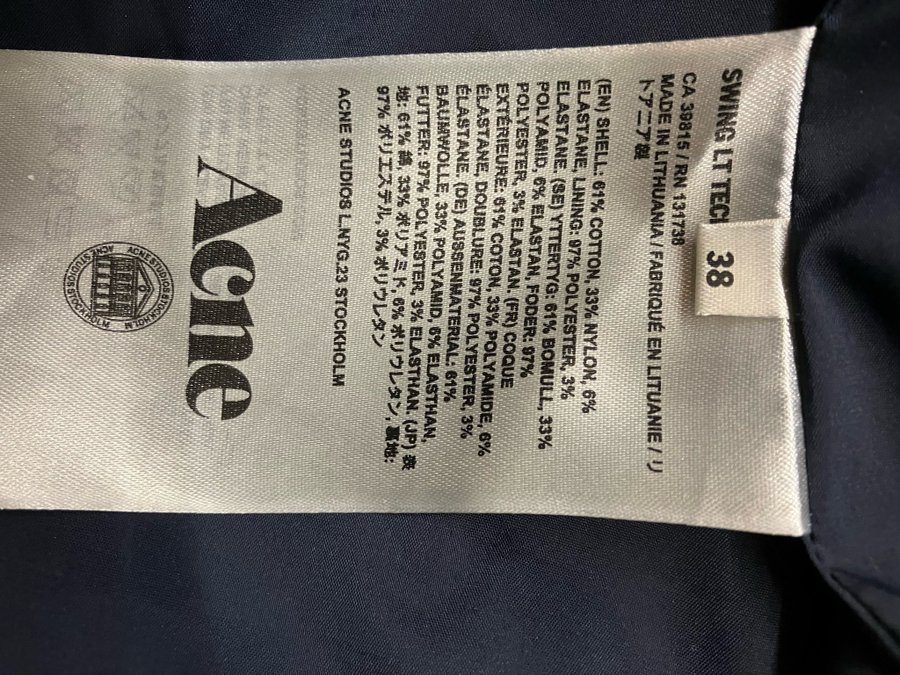 SWING LT TECH
38
CA 39815 / RN 131738
MADE IN LITHUANIA / FABRIQUÉ EN LITUANIE / リ
トアニア製
(EN) SHELL: 61% COTTON, 33% NYLON, 6%
ELASTANE, LINING: 97% POLYESTER, 3%
ELASTANE. (SE) YTTERTYG: 61% BOMULL, 33%
POLYAMID, 6% ELASTAN, FODER: 97%
POLYESTER, 3% ELASTAN. (FR) COQUE
EXTÉRIEURE: 61% COTON, 33% POLYAMIDE, 6%
ÉLASTANE, DOUBLURE: 97% POLYESTER, 3%
ÉLASTANE. (DE) AUSSENMATERIAL: 61%
BAUMWOLLE, 33% POLYAMID, 6% ELASTHAN,
FUTTER: 97% POLYESTER, 3% ELASTHAN. (JP) 表
地: 61% 綿, 33% ポリアミド, 6% ポリウレタン, 裏地:
97% ポリエステル, 3% ポリウレタン
ACNE STUDIOS L.NYG.23 STOCKHOLM
Acne
ACNE STUDIOS STOCKHOLM
ACNE STUDIOS STOCKHOLM